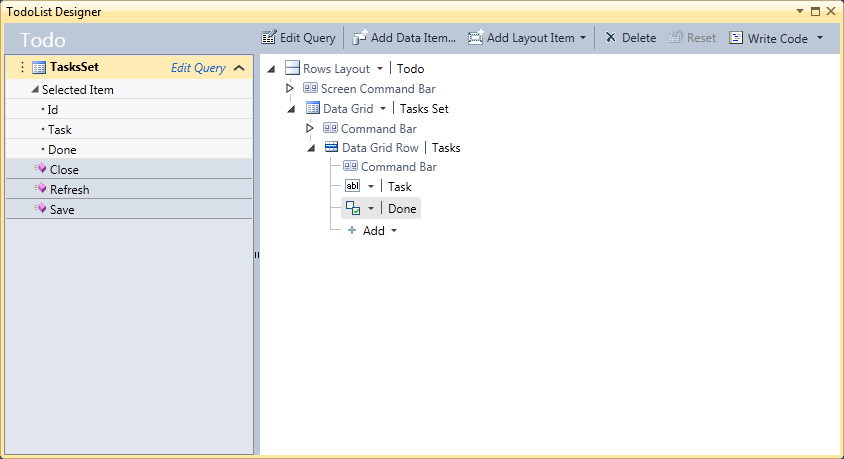 TodoList Designer
Todo
Edit Query
Add Data Item...
Add Layout Item
Delete
Reset
Write Code
TasksSet
Edit Query
Selected Item
Id
Task
Done
Close
Refresh
Save
Rows Layout | Todo
Screen Command Bar
Data Grid | Tasks Set
Command Bar
Data Grid Row | Tasks
Command Bar
abl | Task
| Done
+ Add